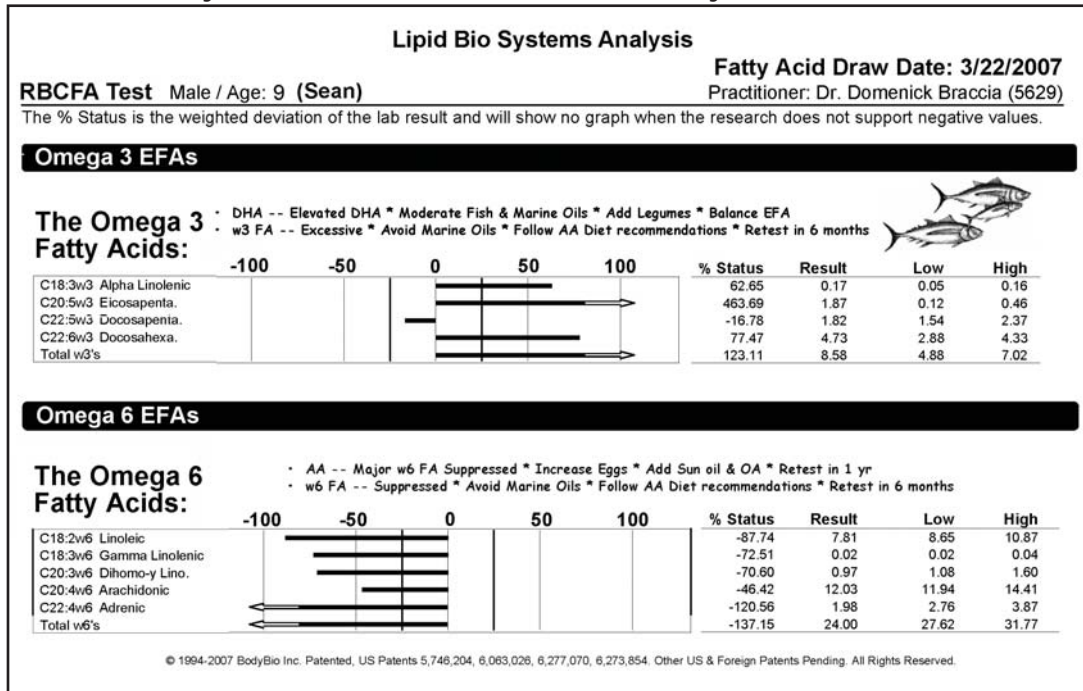 Lipid Bio Systems Analysis
Fatty Acid Draw Date: 3/22/2007
RBCFA Test Male / Age: 9 (Sean) Practitioner: Dr. Domenick Braccia (5629)
The % Status is the weighted deviation of the lab result and will show no graph when the research does not support negative values.
Omega 3 EFAs
The Omega 3 Fatty Acids:
· DHA -- Elevated DHA * Moderate Fish & Marine Oils * Add Legumes * Balance EFA
· w3 FA -- Excessive * Avoid Marine Oils * Follow AA Diet recommendations * Retest in 6 months
-100 -50 0 50 100 % Status Result Low High
C18:3w3 Alpha Linolenic 62.65 0.17 0.05 0.16
C20:5w3 Eicosapenta. 463.69 1.87 0.12 0.46
C22:5w3 Docosapenta. -16.78 1.82 1.54 2.37
C22:6w3 Docosahexa. 77.47 4.73 2.88 4.33
Total w3's 123.11 8.58 4.88 7.02
Omega 6 EFAs
The Omega 6 Fatty Acids:
· AA -- Major w6 FA Suppressed * Increase Eggs * Add Sun oil & OA * Retest in 1 yr
· w6 FA -- Suppressed * Avoid Marine Oils * Follow AA Diet recommendations * Retest in 6 months
-100 -50 0 50 100 % Status Result Low High
C18:2w6 Linoleic -87.74 7.81 8.65 10.87
C18:3w6 Gamma Linolenic -72.51 0.02 0.02 0.04
C20:3w6 Dihomo-y Lino. -70.60 0.97 1.08 1.60
C20:4w6 Arachidonic -46.42 12.03 11.94 14.41
C22:4w6 Adrenic -120.56 1.98 2.76 3.87
Total w6's -137.15 24.00 27.62 31.77
© 1994-2007 BodyBio Inc. Patented, US Patents 5,746,204, 6,063,026, 6,277,070, 6,273,854. Other US & Foreign Patents Pending. All Rights Reserved.